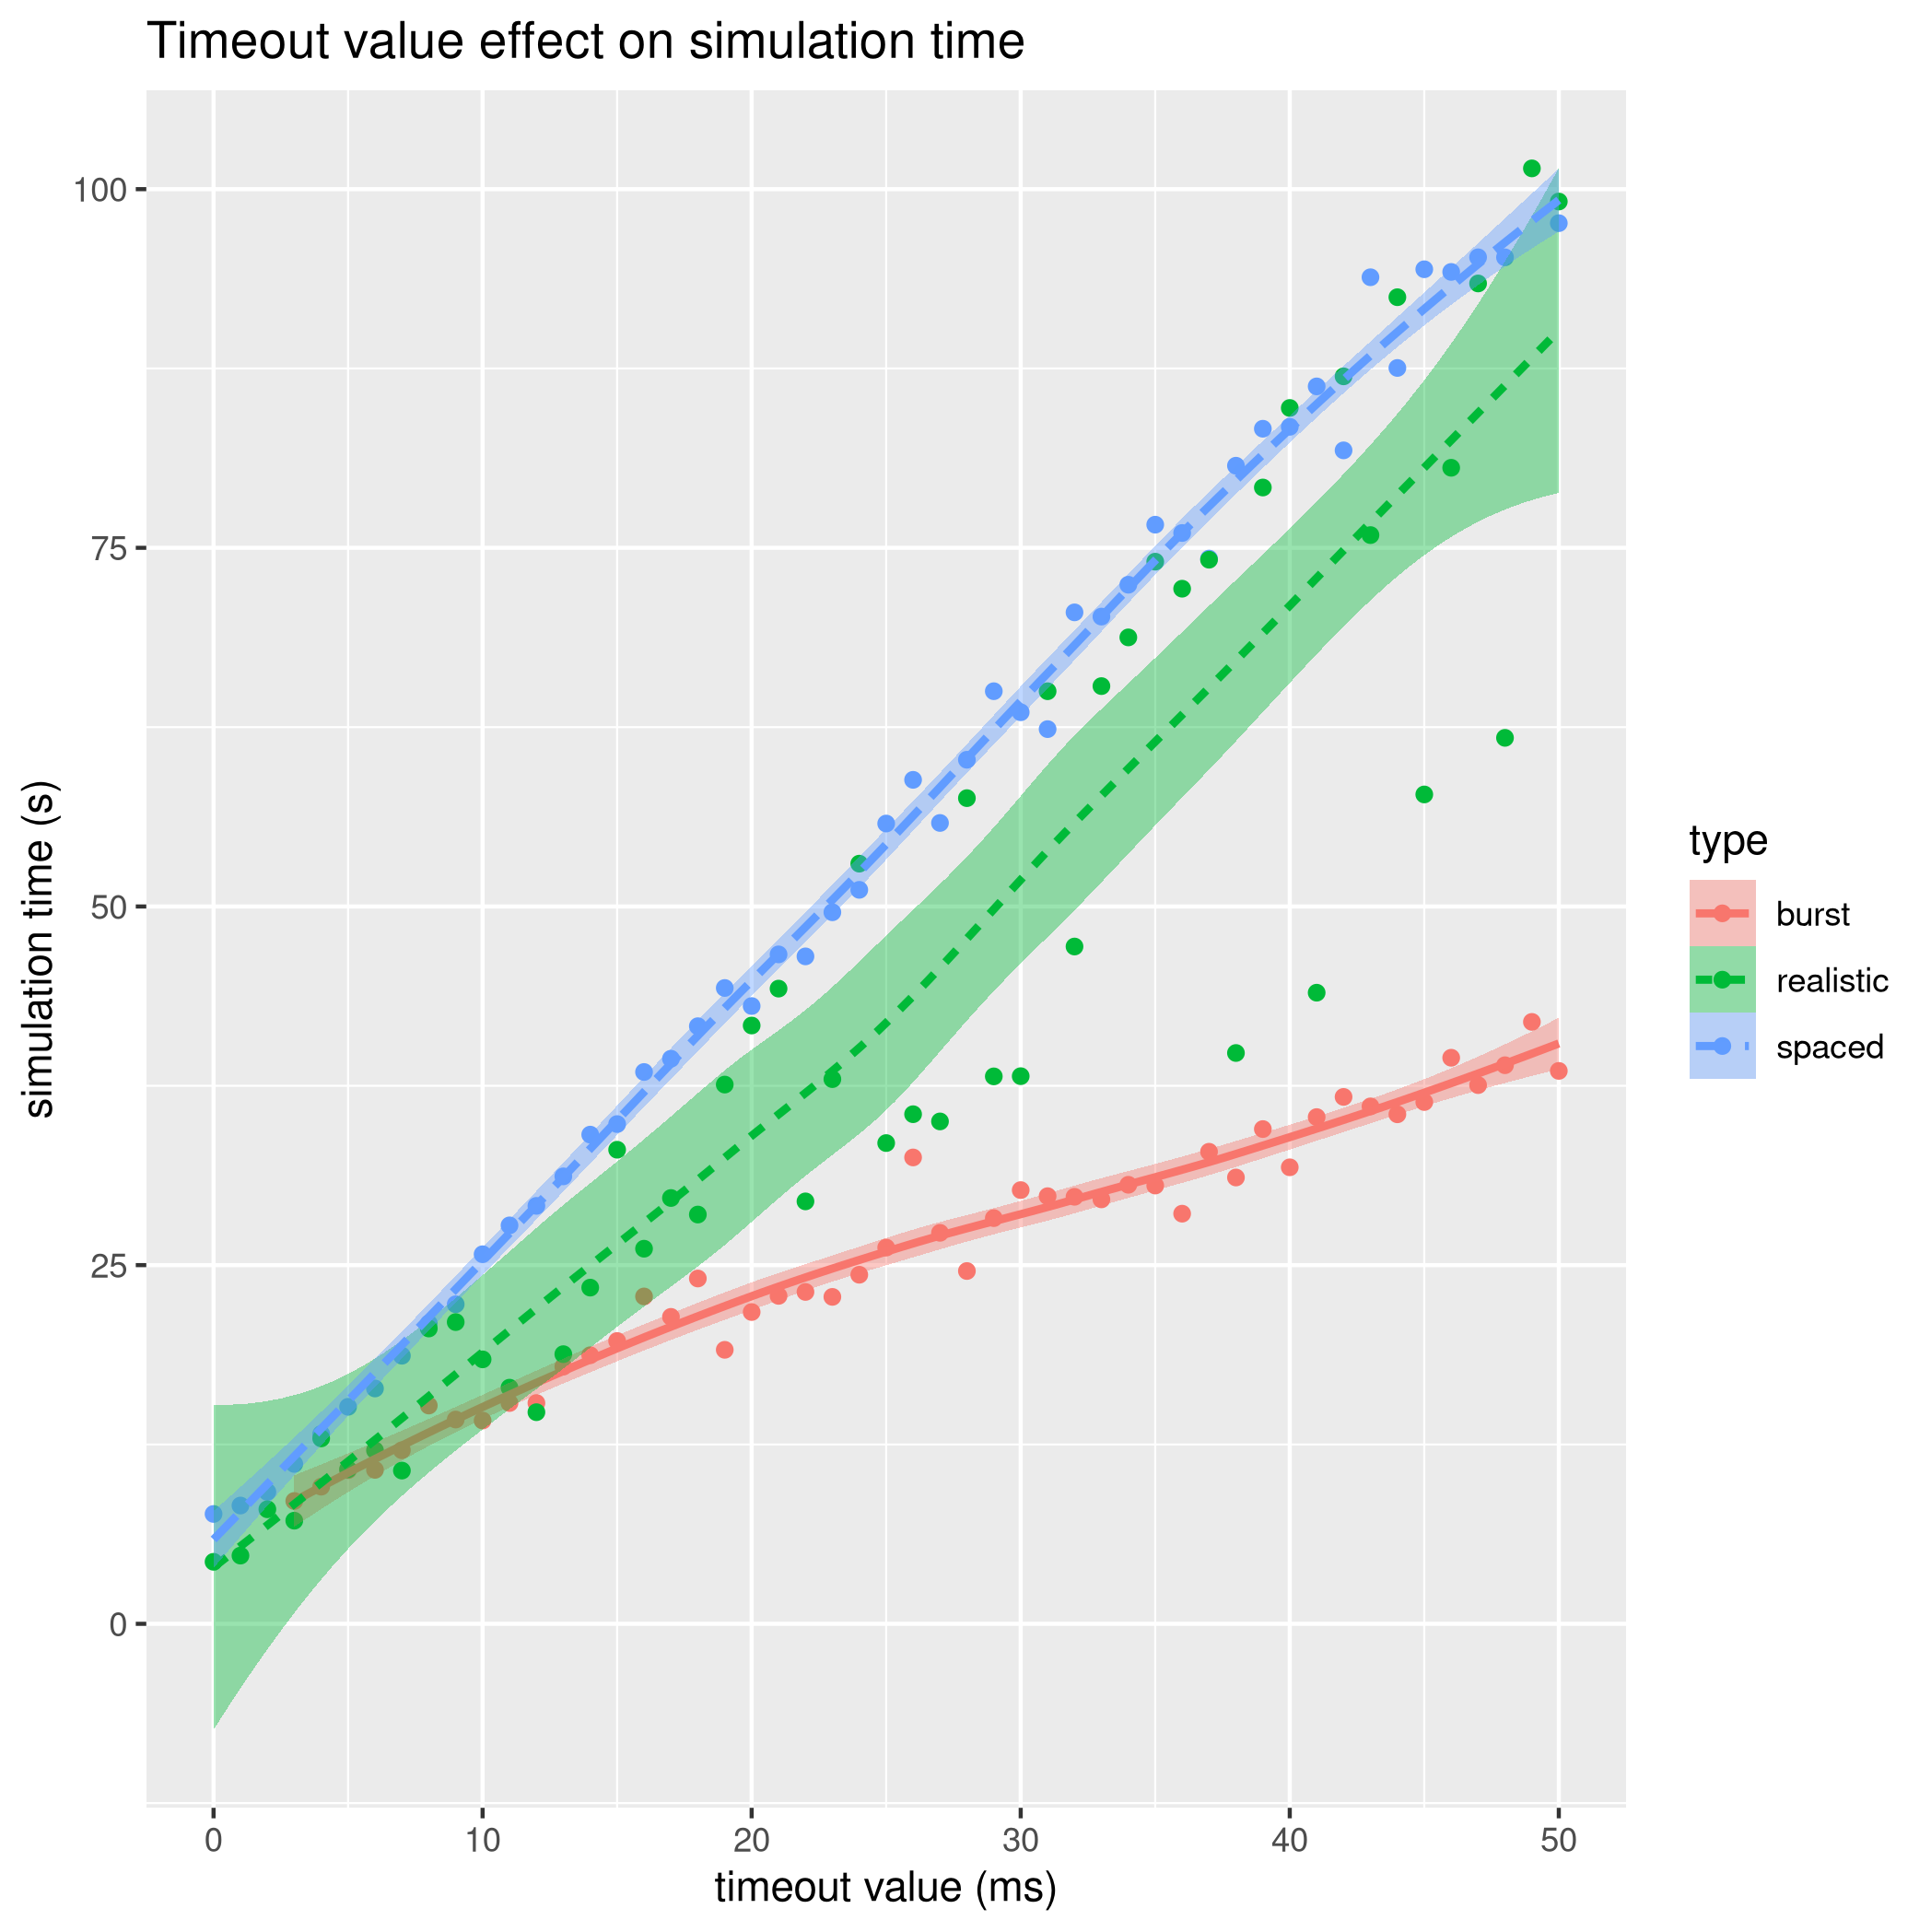 Timeout value effect on simulation time
100
75
50
25
0
simulation time (s)
0 10 20 30 40 50
timeout value (ms)
type
burst
realistic
spaced